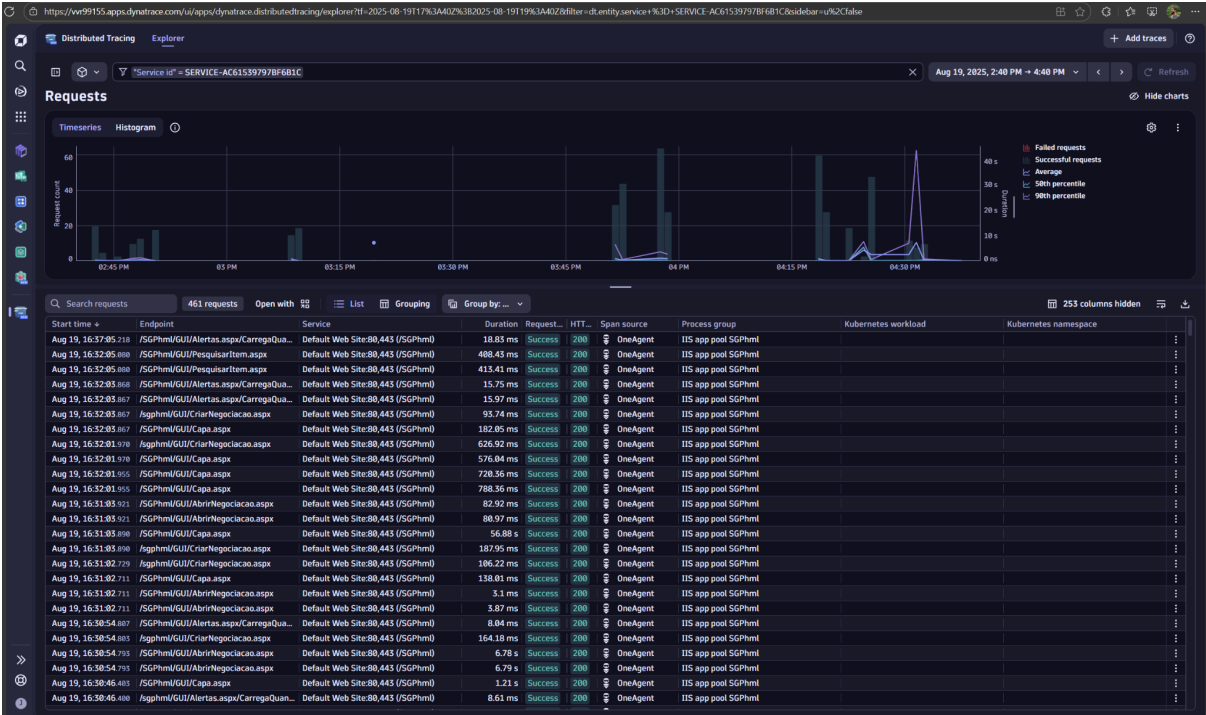 https://vvr99155.apps.dynatrace.com/ui/apps/dynatrace.distributedtracing/explorer?tf=2025-08-19T17%3A40Z%3B2025-08-19T19%3A40Z&filter=dt.entity.service+%3D+SERVICE-AC61539797BF6B1C&sidebar=u%2Cfalse
Distributed Tracing Explorer Add traces
"Service id" = SERVICE-AC61539797BF6B1C Aug 19, 2025, 2:40 PM → 4:40 PM Refresh
Requests Hide charts
Timeseries Histogram
Failed requests
Successful requests
Average
50th percentile
90th percentile
Request count
60
40
20
0
40 s
30 s
20 s
10 s
0 ns
Duration
02:45 PM 03 PM 03:15 PM 03:30 PM 03:45 PM 04 PM 04:15 PM 04:30 PM
Search requests 461 requests Open with List Grouping Group by: ... 253 columns hidden
Start time Endpoint Service Duration Request... HTT... Span source Process group Kubernetes workload Kubernetes namespace
Aug 19, 16:37:05.218 /SGPhml/GUI/Alertas.aspx/CarregaQua... Default Web Site:80,443 (/SGPhml) 18.83 ms Success 200 OneAgent IIS app pool SGPhml
Aug 19, 16:32:05.080 /SGPhml/GUI/PesquisarItem.aspx Default Web Site:80,443 (/SGPhml) 408.43 ms Success 200 OneAgent IIS app pool SGPhml
Aug 19, 16:32:05.080 /SGPhml/GUI/PesquisarItem.aspx Default Web Site:80,443 (/SGPhml) 413.41 ms Success 200 OneAgent IIS app pool SGPhml
Aug 19, 16:32:03.868 /SGPhml/GUI/Alertas.aspx/CarregaQua... Default Web Site:80,443 (/SGPhml) 15.75 ms Success 200 OneAgent IIS app pool SGPhml
Aug 19, 16:32:03.867 /SGPhml/GUI/Alertas.aspx/CarregaQua... Default Web Site:80,443 (/SGPhml) 15.97 ms Success 200 OneAgent IIS app pool SGPhml
Aug 19, 16:32:03.867 /sgphml/GUI/CriarNegociacao.aspx Default Web Site:80,443 (/SGPhml) 93.74 ms Success 200 OneAgent IIS app pool SGPhml
Aug 19, 16:32:03.867 /SGPhml/GUI/Capa.aspx Default Web Site:80,443 (/SGPhml) 182.05 ms Success 200 OneAgent IIS app pool SGPhml
Aug 19, 16:32:01.970 /sgphml/GUI/CriarNegociacao.aspx Default Web Site:80,443 (/SGPhml) 626.92 ms Success 200 OneAgent IIS app pool SGPhml
Aug 19, 16:32:01.970 /SGPhml/GUI/Capa.aspx Default Web Site:80,443 (/SGPhml) 576.04 ms Success 200 OneAgent IIS app pool SGPhml
Aug 19, 16:32:01.955 /SGPhml/GUI/Capa.aspx Default Web Site:80,443 (/SGPhml) 720.36 ms Success 200 OneAgent IIS app pool SGPhml
Aug 19, 16:32:01.955 /SGPhml/GUI/Capa.aspx Default Web Site:80,443 (/SGPhml) 788.36 ms Success 200 OneAgent IIS app pool SGPhml
Aug 19, 16:31:03.921 /SGPhml/GUI/AbrirNegociacao.aspx Default Web Site:80,443 (/SGPhml) 82.92 ms Success 200 OneAgent IIS app pool SGPhml
Aug 19, 16:31:03.921 /SGPhml/GUI/AbrirNegociacao.aspx Default Web Site:80,443 (/SGPhml) 80.97 ms Success 200 OneAgent IIS app pool SGPhml
Aug 19, 16:31:03.890 /SGPhml/GUI/Capa.aspx Default Web Site:80,443 (/SGPhml) 56.88 s Success 200 OneAgent IIS app pool SGPhml
Aug 19, 16:31:03.890 /sgphml/GUI/CriarNegociacao.aspx Default Web Site:80,443 (/SGPhml) 187.95 ms Success 200 OneAgent IIS app pool SGPhml
Aug 19, 16:31:02.729 /sgphml/GUI/CriarNegociacao.aspx Default Web Site:80,443 (/SGPhml) 106.22 ms Success 200 OneAgent IIS app pool SGPhml
Aug 19, 16:31:02.711 /SGPhml/GUI/Capa.aspx Default Web Site:80,443 (/SGPhml) 138.01 ms Success 200 OneAgent IIS app pool SGPhml
Aug 19, 16:31:02.711 /SGPhml/GUI/AbrirNegociacao.aspx Default Web Site:80,443 (/SGPhml) 3.1 ms Success 200 OneAgent IIS app pool SGPhml
Aug 19, 16:31:02.711 /SGPhml/GUI/AbrirNegociacao.aspx Default Web Site:80,443 (/SGPhml) 3.87 ms Success 200 OneAgent IIS app pool SGPhml
Aug 19, 16:30:54.807 /SGPhml/GUI/Alertas.aspx/CarregaQua... Default Web Site:80,443 (/SGPhml) 8.04 ms Success 200 OneAgent IIS app pool SGPhml
Aug 19, 16:30:54.803 /sgphml/GUI/CriarNegociacao.aspx Default Web Site:80,443 (/SGPhml) 164.18 ms Success 200 OneAgent IIS app pool SGPhml
Aug 19, 16:30:54.793 /SGPhml/GUI/AbrirNegociacao.aspx Default Web Site:80,443 (/SGPhml) 6.78 s Success 200 OneAgent IIS app pool SGPhml
Aug 19, 16:30:54.793 /SGPhml/GUI/AbrirNegociacao.aspx Default Web Site:80,443 (/SGPhml) 6.79 s Success 200 OneAgent IIS app pool SGPhml
Aug 19, 16:30:46.403 /SGPhml/GUI/Capa.aspx Default Web Site:80,443 (/SGPhml) 1.21 s Success 200 OneAgent IIS app pool SGPhml
Aug 19, 16:30:46.400 /sgphml/GUI/Alertas.aspx/CarregaQuan... Default Web Site:80,443 (/SGPhml) 8.61 ms Success 200 OneAgent IIS app pool SGPhml